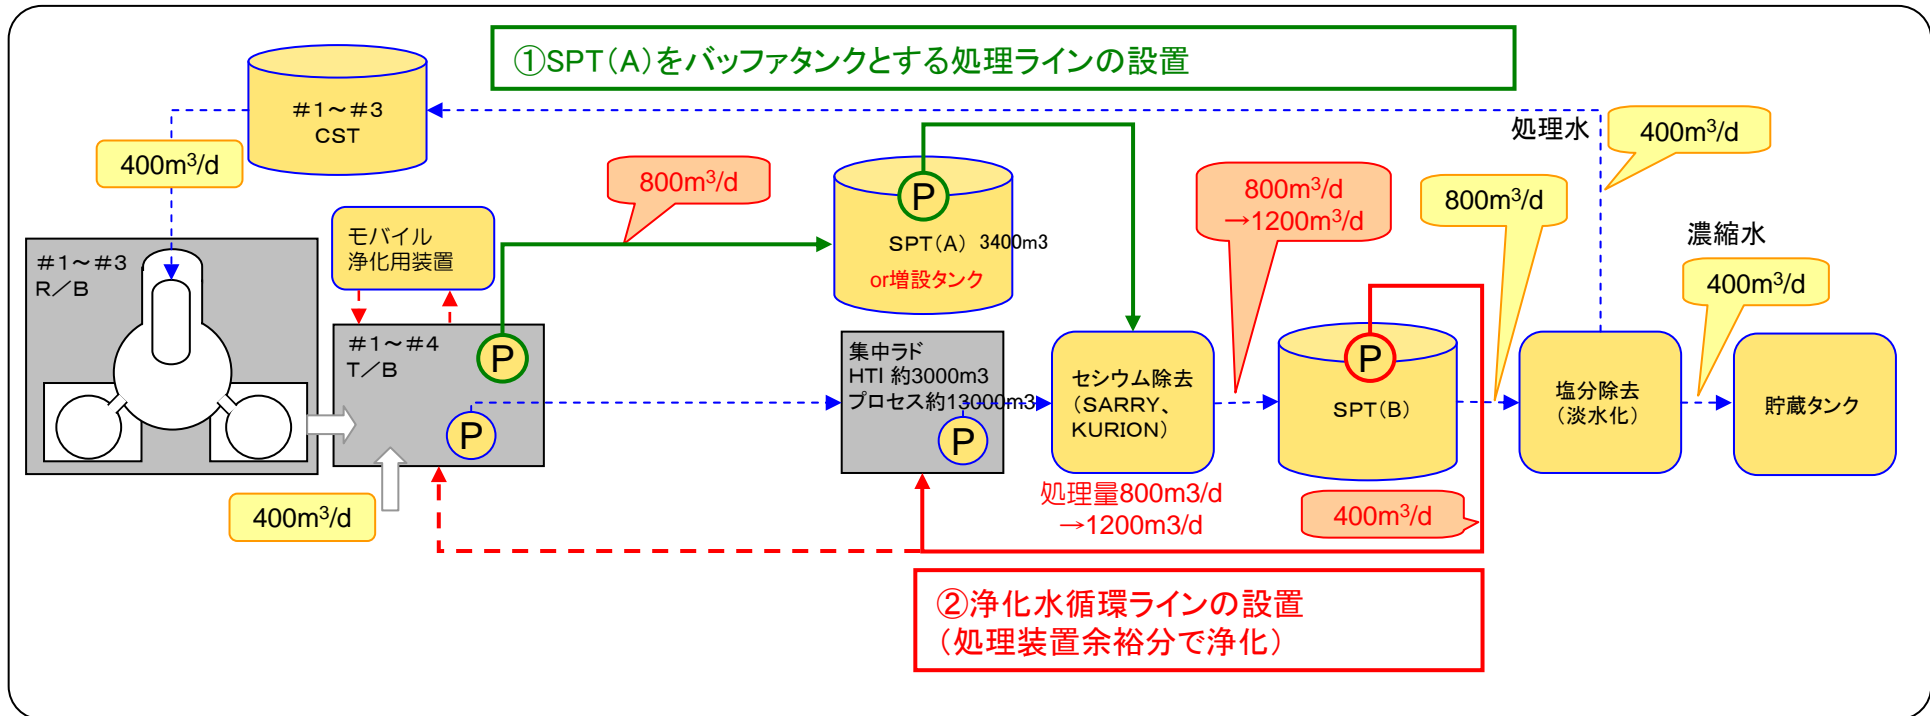 ①SPT(A)をバッファタンクとする処理ラインの設置
#1~#3
CST
400m³/d
処理水
400m³/d
800m³/d
P
SPT(A) 3400m3
or増設タンク
800m³/d
→1200m³/d
800m³/d
濃縮水
400m³/d
モバイル
浄化用装置
#1~#3
R/B
#1~#4
T/B
P
P
集中ラド
HTI 約3000m3
プロセス約13000m3
P
セシウム除去
(SARRY、
KURION)
P
SPT(B)
塩分除去
(淡水化)
貯蔵タンク
400m³/d
処理量800m3/d
→1200m3/d
400m³/d
②浄化水循環ラインの設置
(処理装置余裕分で浄化)